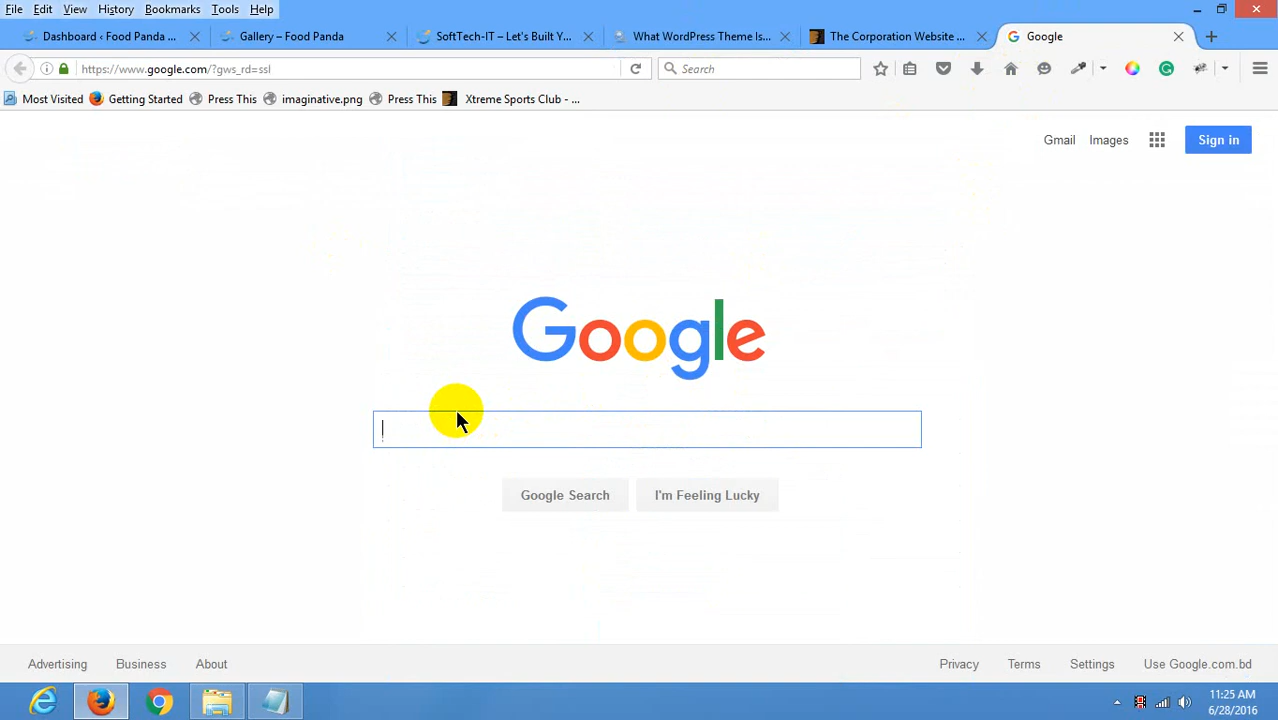 File Edit View History Bookmarks Tools Help
Dashboard ‹ Food Panda ... Gallery – Food Panda SoftTech-IT – Let's Built Y... What WordPress Theme Is... The Corporation Website ... Google
https://www.google.com/?gws_rd=ssl Search
Most Visited Getting Started Press This imaginative.png Press This Xtreme Sports Club - ...
Gmail Images Sign in
Google
Google Search I'm Feeling Lucky
Advertising Business About Privacy Terms Settings Use Google.com.bd
11:25 AM
6/28/2016